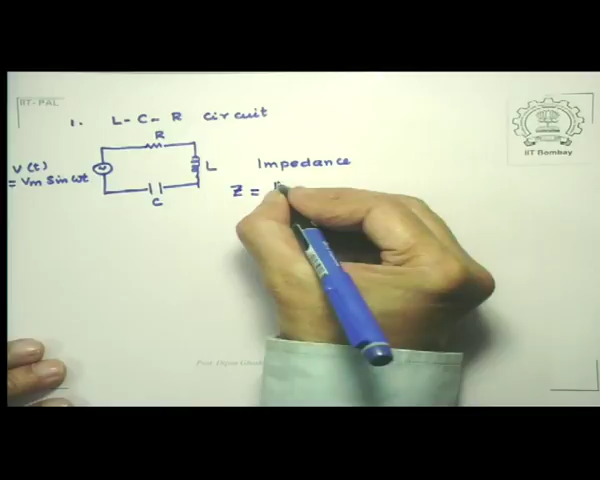 IIT-PAL
1. L-C-R circuit
R
V(t)
= Vm Sin ωt
L
C
Impedance
Z =
IIT Bombay